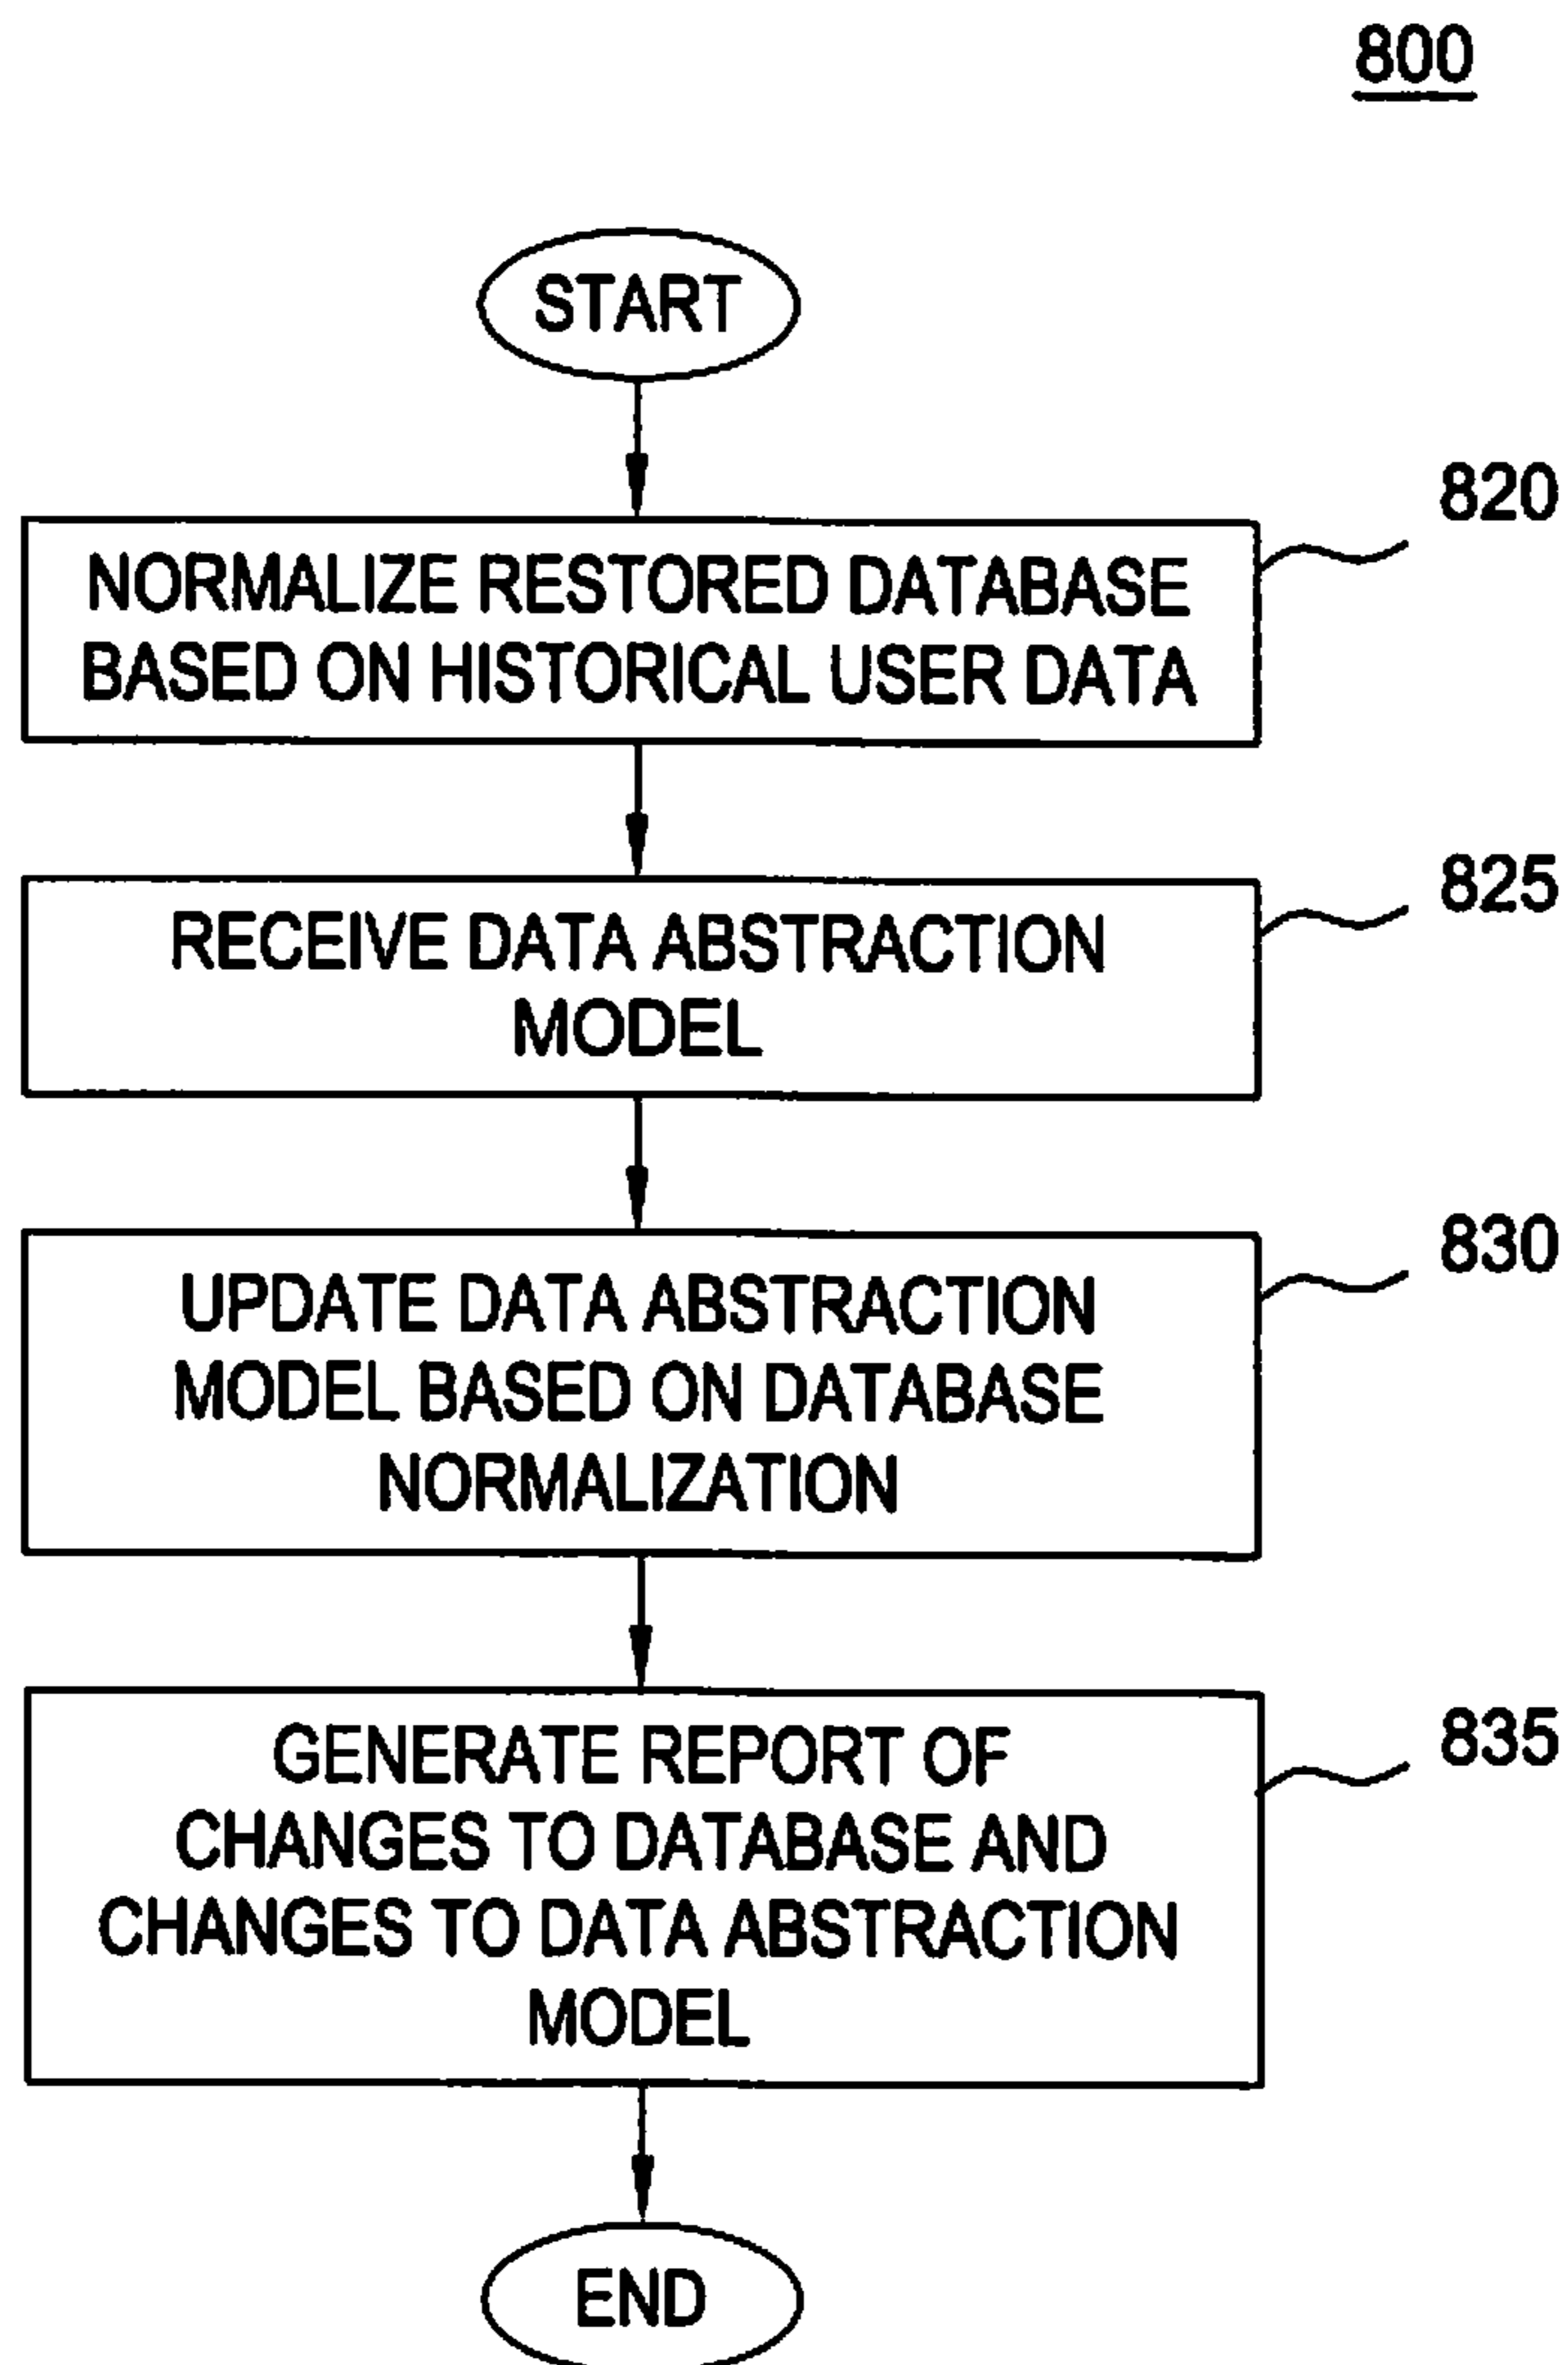 800
START
820
NORMALIZE RESTORED DATABASE
BASED ON HISTORICAL USER DATA
825
RECEIVE DATA ABSTRACTION
MODEL
830
UPDATE DATA ABSTRACTION
MODEL BASED ON DATABASE
NORMALIZATION
835
GENERATE REPORT OF
CHANGES TO DATABASE AND
CHANGES TO DATA ABSTRACTION
MODEL
END